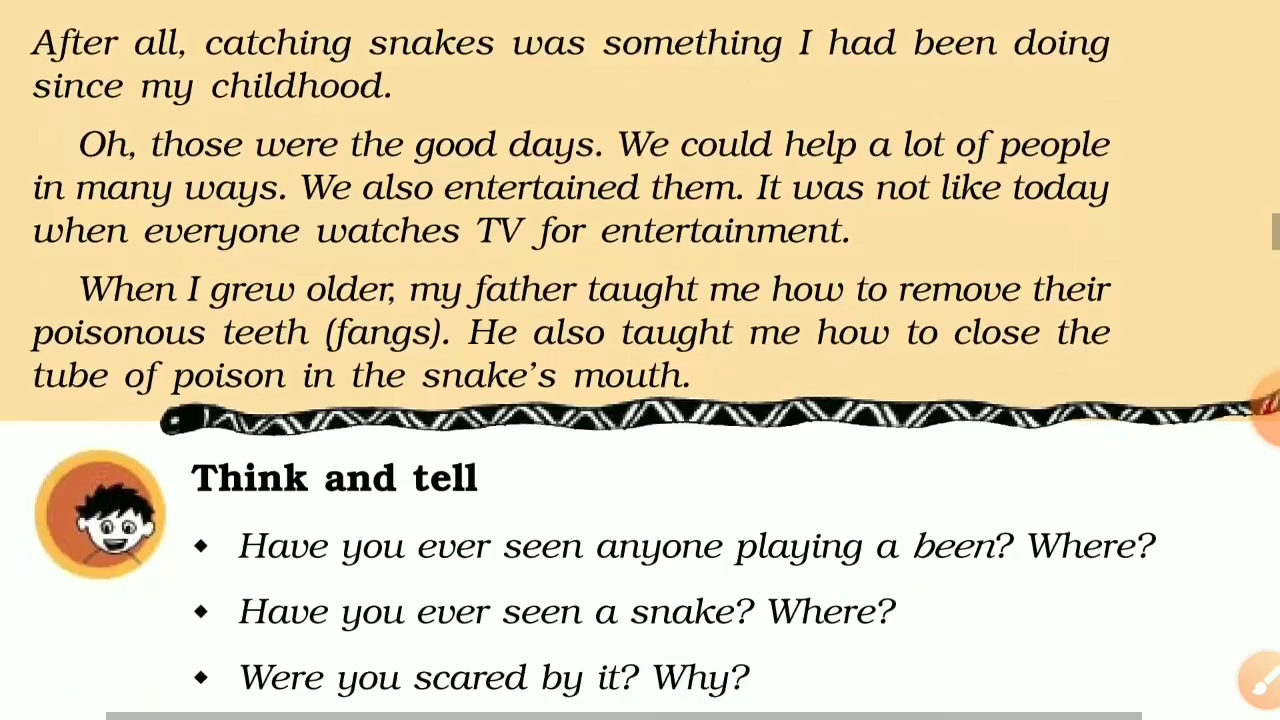 After all, catching snakes was something I had been doing
since my childhood.
Oh, those were the good days. We could help a lot of people
in many ways. We also entertained them. It was not like today
when everyone watches TV for entertainment.
When I grew older, my father taught me how to remove their
poisonous teeth (fangs). He also taught me how to close the
tube of poison in the snake’s mouth.
Think and tell
◆ Have you ever seen anyone playing a been? Where?
◆ Have you ever seen a snake? Where?
◆ Were you scared by it? Why?